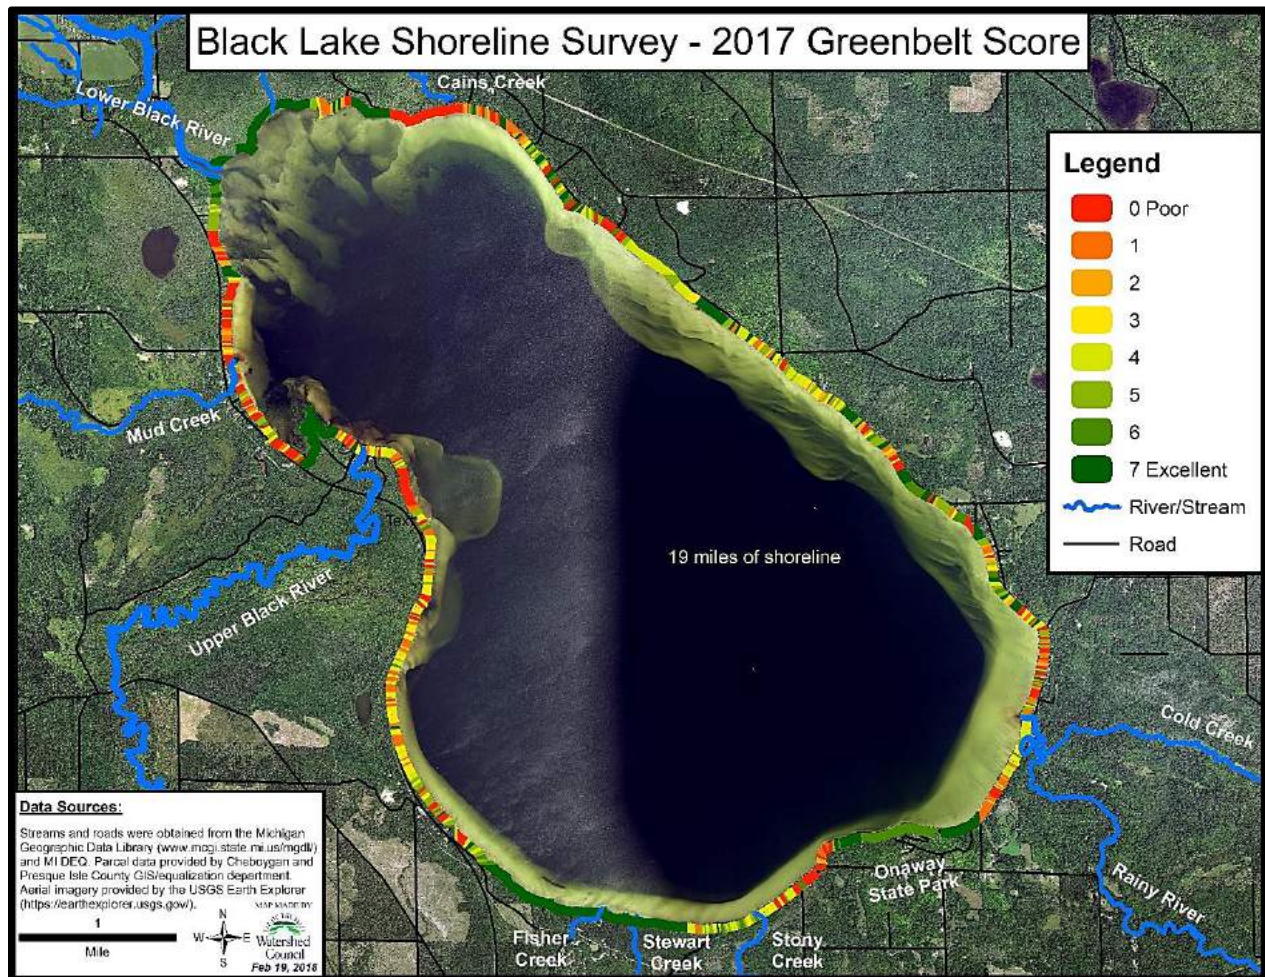 Black Lake Shoreline Survey - 2017 Greenbelt Score
Cains Creek
Lower Black River
Legend
0 Poor
1
2
3
4
5
6
7 Excellent
River/Stream
Road
Mud Creek
Text
19 miles of shoreline
Upper Black River
Cold Creek
Onaway
State Park
Rainy River
Fisher
Creek
Stewart
Creek
Stony
Creek
Data Sources:
Streams and roads were obtained from the Michigan
Geographic Data Library (www.mcgi.state.mi.us/mgdl/)
and MI DEQ. Parcel data provided by Cheboygan and
Presque Isle County GIS/equalization department.
Aerial imagery provided by the USGS Earth Explorer
(https://earthexplorer.usgs.gov/).
1
Mile
N
W E
S
MAP MADE BY
Watershed
Council
Feb 19, 2018